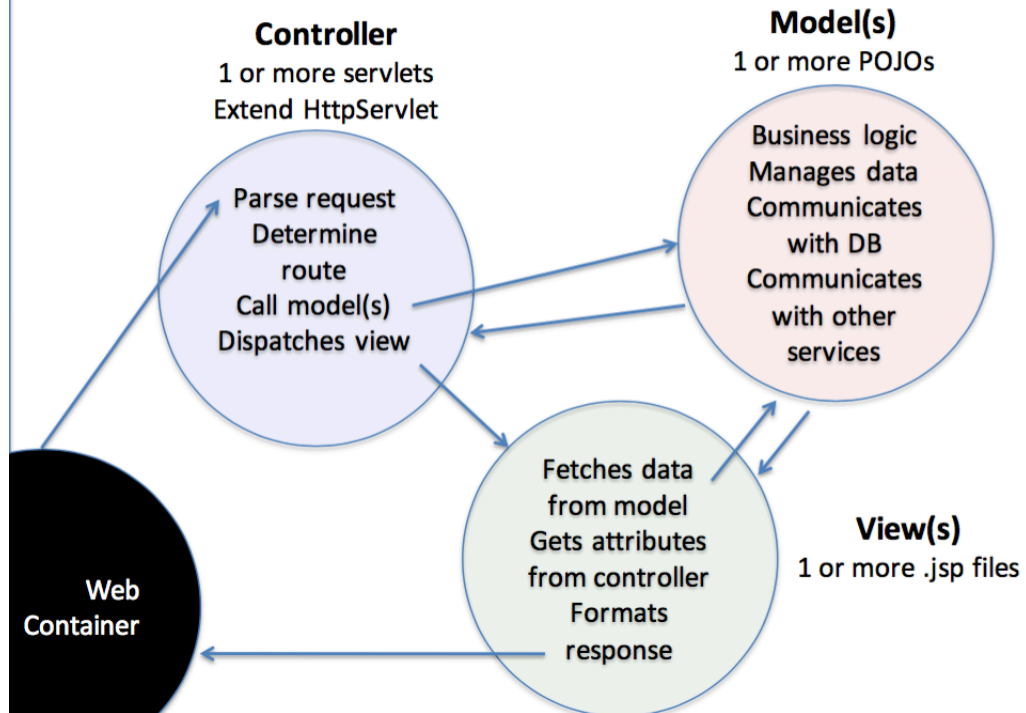 Controller
1 or more servlets
Extend HttpServlet
Parse request
Determine
route
Call model(s)
Dispatches view
Model(s)
1 or more POJOs
Business logic
Manages data
Communicates
with DB
Communicates
with other
services
Fetches data
from model
Gets attributes
from controller
Formats
response
View(s)
1 or more .jsp files
Web
Container